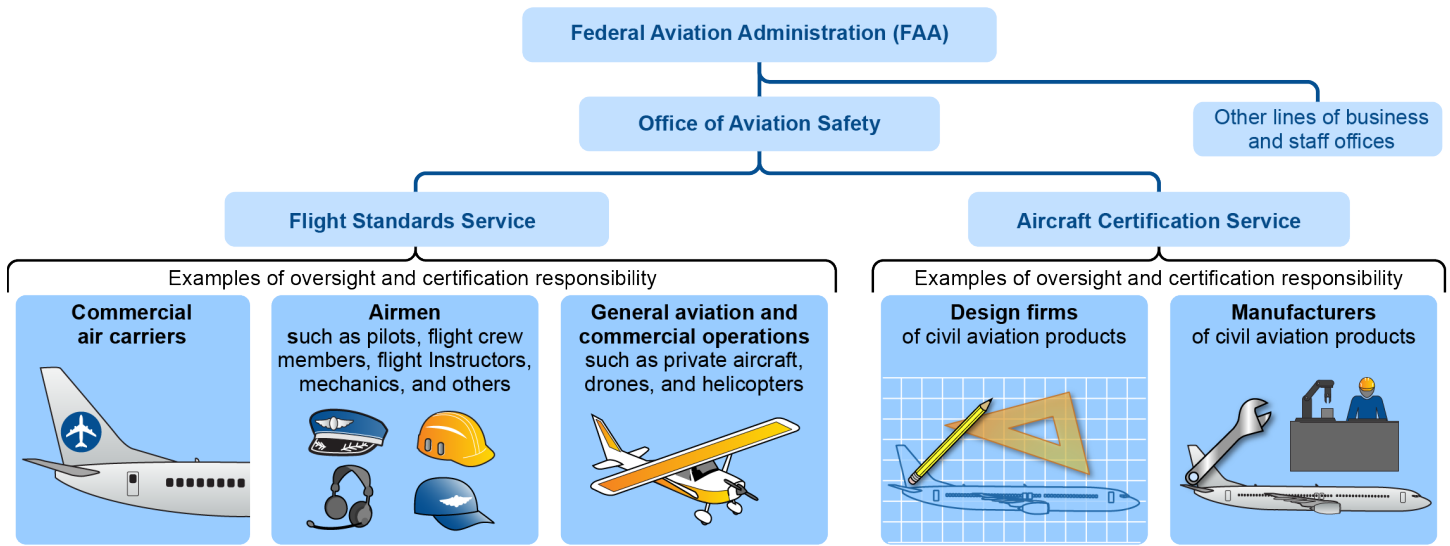 Federal Aviation Administration (FAA)
Office of Aviation Safety
Other lines of business
and staff offices
Flight Standards Service
Aircraft Certification Service
Examples of oversight and certification responsibility
Examples of oversight and certification responsibility
Commercial
air carriers
Airmen
such as pilots, flight crew
members, flight Instructors,
mechanics, and others
General aviation and
commercial operations
such as private aircraft,
drones, and helicopters
Design firms
of civil aviation products
Manufacturers
of civil aviation products